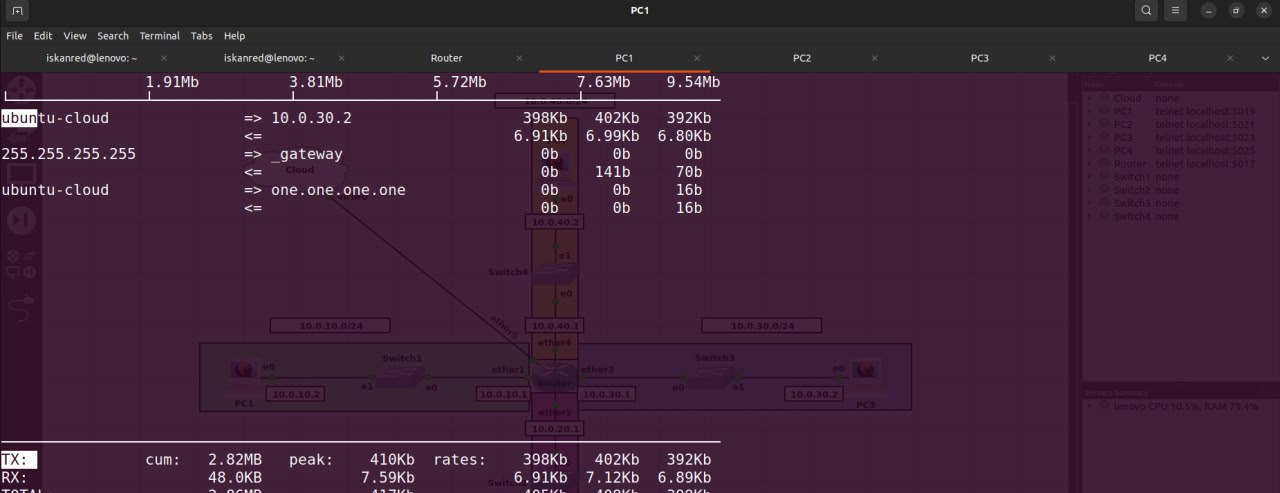 PC1
File Edit View Search Terminal Tabs Help
iskanred@lenovo: ~ × iskanred@lenovo: ~ × Router × PC1 × PC2 × PC3 × PC4 ×
1.91Mb 3.81Mb 5.72Mb 7.63Mb 9.54Mb
ubuntu-cloud => 10.0.30.2 398Kb 402Kb 392Kb
<= 6.91Kb 6.99Kb 6.80Kb
255.255.255.255 => _gateway 0b 0b 0b
<= 0b 141b 70b
ubuntu-cloud => one.one.one.one 0b 0b 16b
<= 0b 0b 16b
Cloud
e0
10.0.40.2
e1
Switch4
e0
ether5
10.0.10.0/24
10.0.40.1
10.0.30.0/24
ether4
Switch1
Switch3
e0
ether1
ether3
e0
Router
e1
e0
e0
e1
PC1
10.0.10.2
10.0.10.1
10.0.30.1
10.0.30.2
PC3
ether2
10.0.20.1
Cloud none
PC1 telnet localhost:5019
PC2 telnet localhost:5021
PC3 telnet localhost:5023
PC4 telnet localhost:5025
Router telnet localhost:5017
Switch1 none
Switch2 none
Switch3 none
Switch4 none
lenovo CPU 10.5%, RAM 79.4%
TX: cum: 2.82MB peak: 410Kb rates: 398Kb 402Kb 392Kb
RX: 48.0KB 7.59Kb 6.91Kb 7.12Kb 6.89Kb